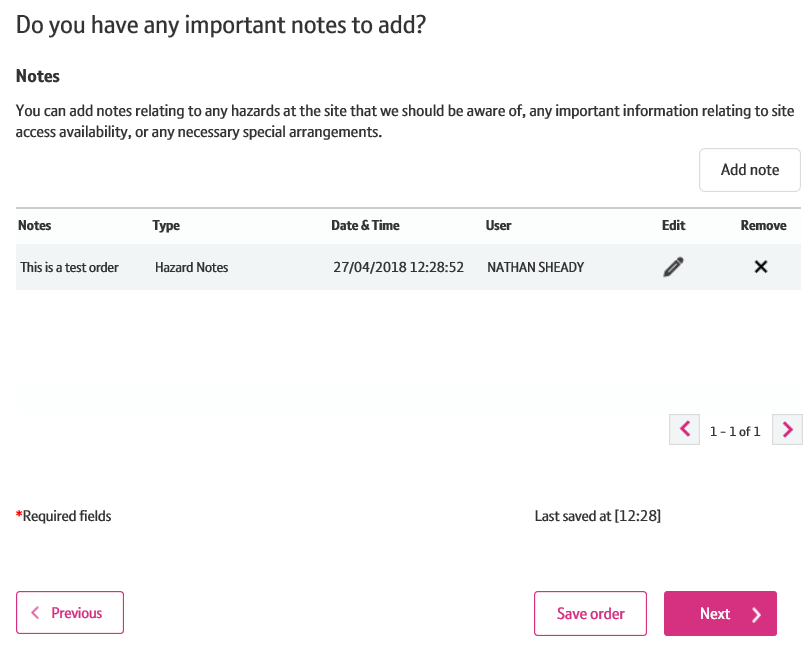 Do you have any important notes to add?
Notes
You can add notes relating to any hazards at the site that we should be aware of, any important information relating to site
access availability, or any necessary special arrangements.
Add note
Notes Type Date & Time User Edit Remove
This is a test order Hazard Notes 27/04/2018 12:28:52 NATHAN SHEADY
1 - 1 of 1
*Required fields Last saved at [12:28]
Previous Save order Next